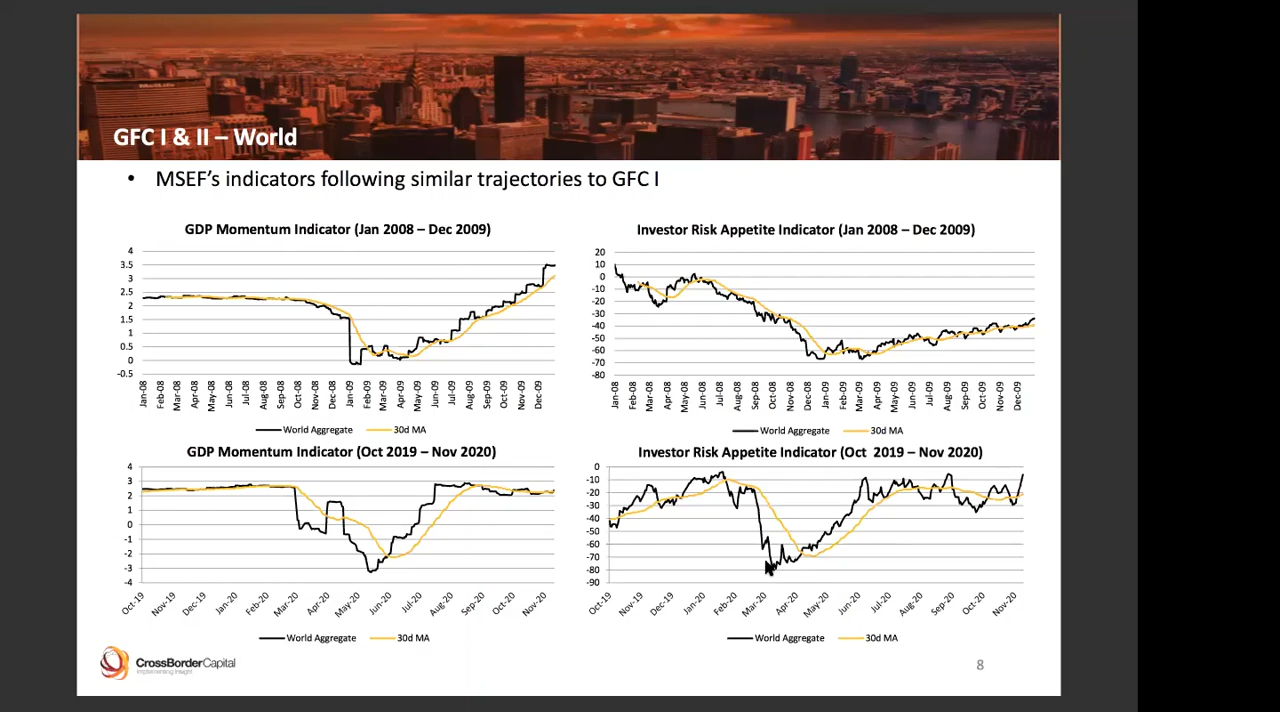 GFC I & II – World
• MSEF's indicators following similar trajectories to GFC I
GDP Momentum Indicator (Jan 2008 – Dec 2009)
4
3.5
3
2.5
2
1.5
1
0.5
0
-0.5
Jan-08
Feb-08
Mar-08
Apr-08
May-08
Jun-08
Jul-08
Aug-08
Sep-08
Oct-08
Nov-08
Dec-08
Jan-09
Feb-09
Mar-09
Apr-09
May-09
Jun-09
Jul-09
Aug-09
Sep-09
Oct-09
Nov-09
Dec-09
World Aggregate 30d MA
Investor Risk Appetite Indicator (Jan 2008 – Dec 2009)
20
10
0
-10
-20
-30
-40
-50
-60
-70
-80
Jan-08
Feb-08
Mar-08
Apr-08
May-08
Jun-08
Jul-08
Aug-08
Sep-08
Oct-08
Nov-08
Dec-08
Jan-09
Feb-09
Mar-09
Apr-09
May-09
Jun-09
Jul-09
Aug-09
Sep-09
Oct-09
Nov-09
Dec-09
World Aggregate 30d MA
GDP Momentum Indicator (Oct 2019 – Nov 2020)
4
3
2
1
0
-1
-2
-3
-4
Oct-19
Nov-19
Dec-19
Jan-20
Feb-20
Mar-20
Apr-20
May-20
Jun-20
Jul-20
Aug-20
Sep-20
Oct-20
Nov-20
World Aggregate 30d MA
Investor Risk Appetite Indicator (Oct 2019 – Nov 2020)
0
-10
-20
-30
-40
-50
-60
-70
-80
-90
Oct-19
Nov-19
Dec-19
Jan-20
Feb-20
Mar-20
Apr-20
May-20
Jun-20
Jul-20
Aug-20
Sep-20
Oct-20
Nov-20
World Aggregate 30d MA
CrossBorderCapital
Implementing Insight
8